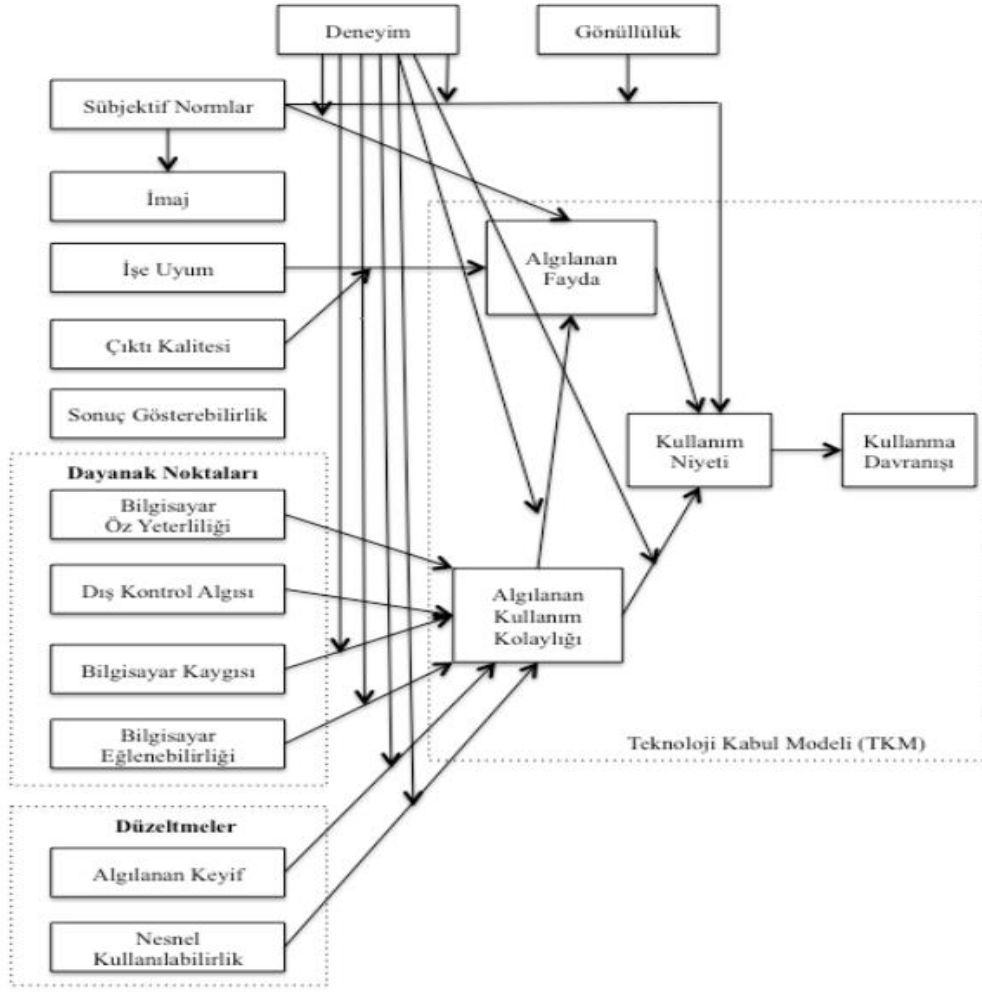 Deneyim
Gönüllülük
Sübjektif Normlar
İmaj
İşe Uyum
Algılanan
Fayda
Çıktı Kalitesi
Sonuç Gösterebilirlik
Kullanım
Niyeti
Kullanma
Davranışı
Dayanak Noktaları
Bilgisayar
Öz Yeterliliği
Dış Kontrol Algısı
Algılanan
Kullanım
Kolaylığı
Bilgisayar Kaygısı
Bilgisayar
Eğlenebilirliği
Teknoloji Kabul Modeli (TKM)
Düzeltmeler
Algılanan Keyif
Nesnel
Kullanılabilirlik